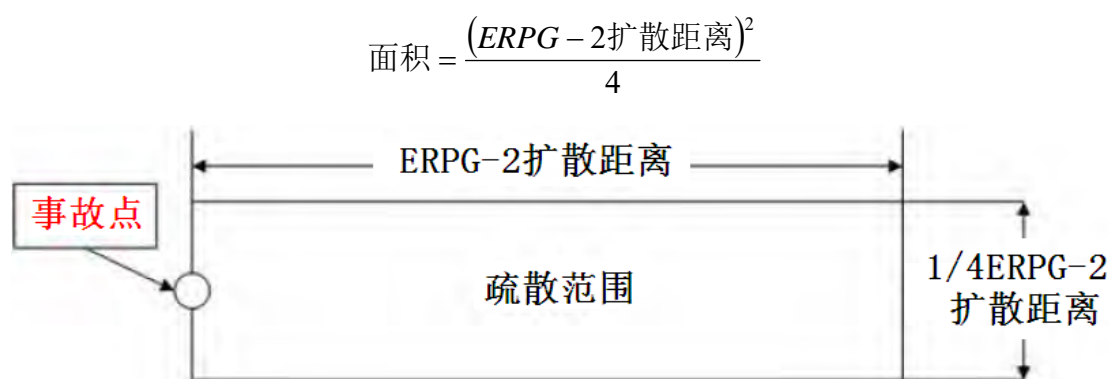 面积 = (ERPG − 2扩散距离)² / 4
ERPG-2扩散距离
事故点
疏散范围
1/4ERPG-2
扩散距离